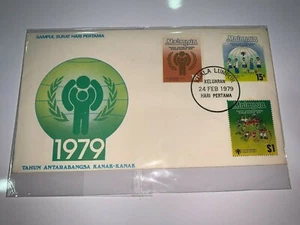 SAMPUL SURAT HARI PERTAMA
Malaysia
Malaysia
15¢
KUALA LUMPUR
KELUARAN
24 FEB 1979
HARI PERTAMA
Malaysia
$1
1979
TAHUN ANTARABANGSA KANAK-KANAK